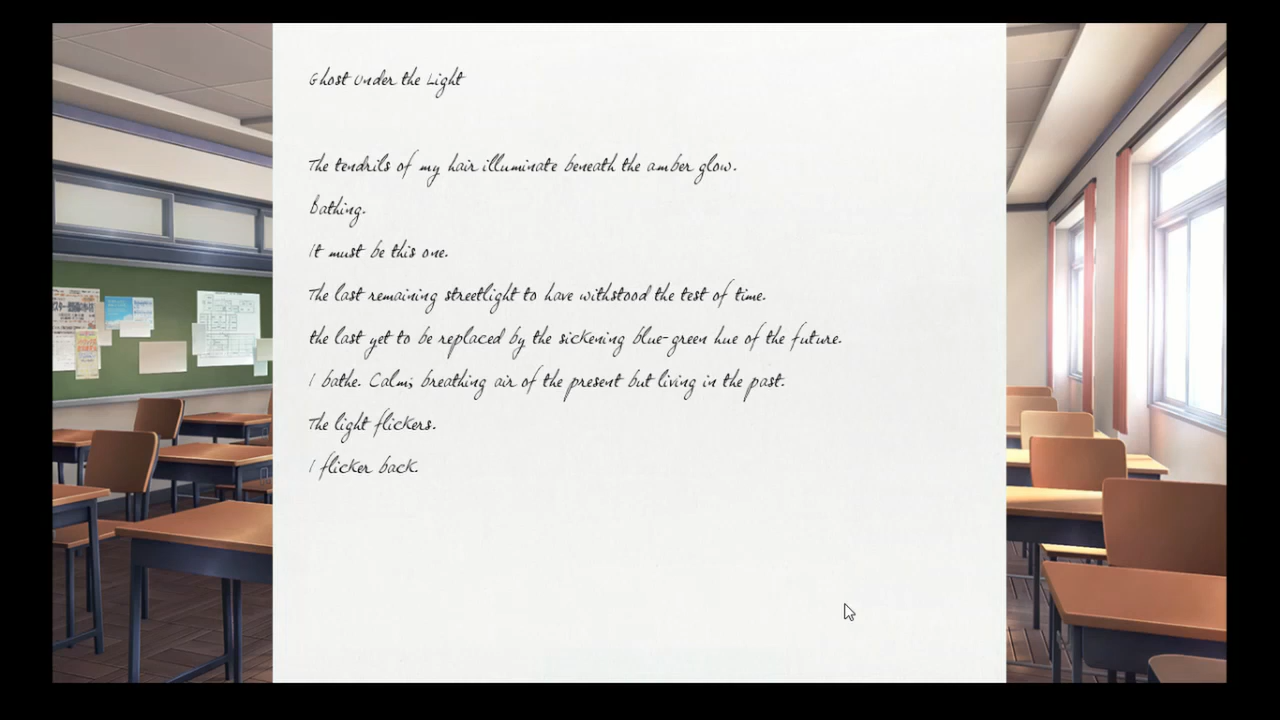 Ghost Under the Light
The tendrils of my hair illuminate beneath the amber glow.
Bathing.
It must be this one.
The last remaining streetlight to have withstood the test of time.
the last yet to be replaced by the sickening blue-green hue of the future.
I bathe. Calm; breathing air of the present but living in the past.
The light flickers.
I flicker back.